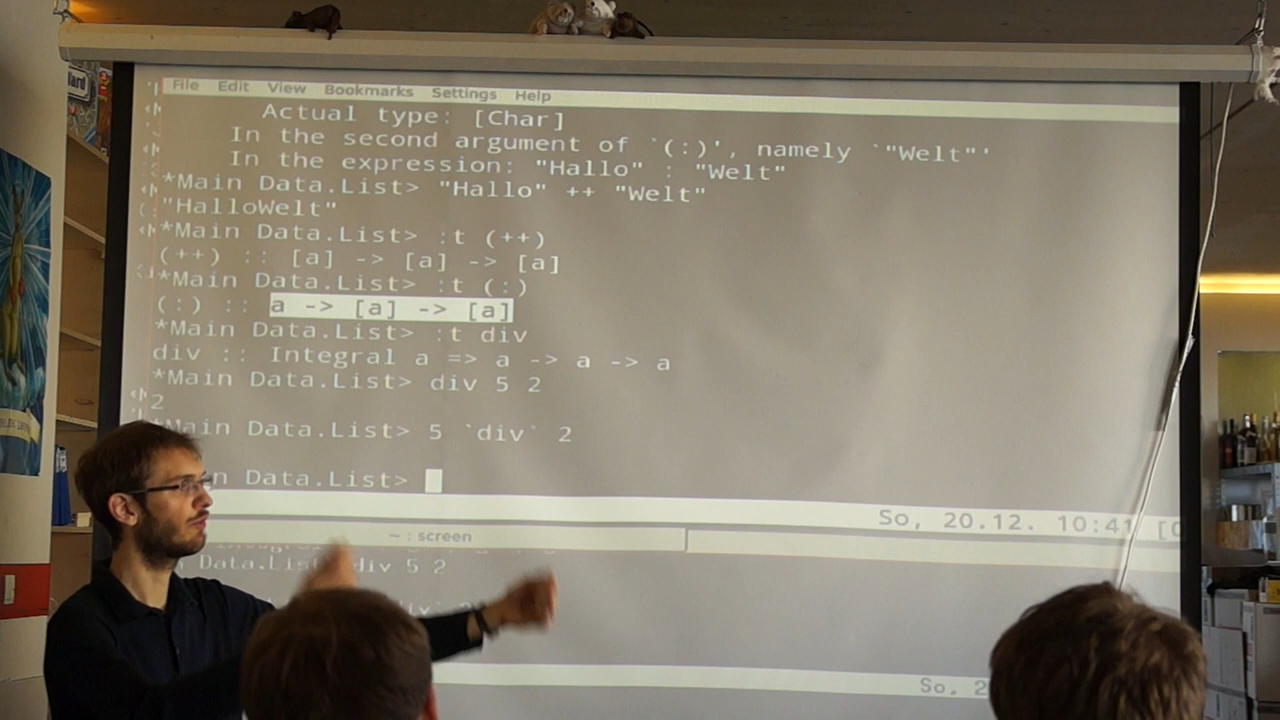 File Edit View Bookmarks Settings Help
Actual type: [Char]
In the second argument of `(:)', namely `"Welt"'
In the expression: "Hallo" : "Welt"
*Main Data.List> "Hallo" ++ "Welt"
"HalloWelt"
*Main Data.List> :t (++)
(++) :: [a] -> [a] -> [a]
*Main Data.List> :t (:)
(:) :: a -> [a] -> [a]
*Main Data.List> :t div
div :: Integral a => a -> a -> a
*Main Data.List> div 5 2
2
*Main Data.List> 5 `div` 2
n Data.List>
So, 20.12. 10:41 [
~ : screen
Data.List div 5 2
So, 2